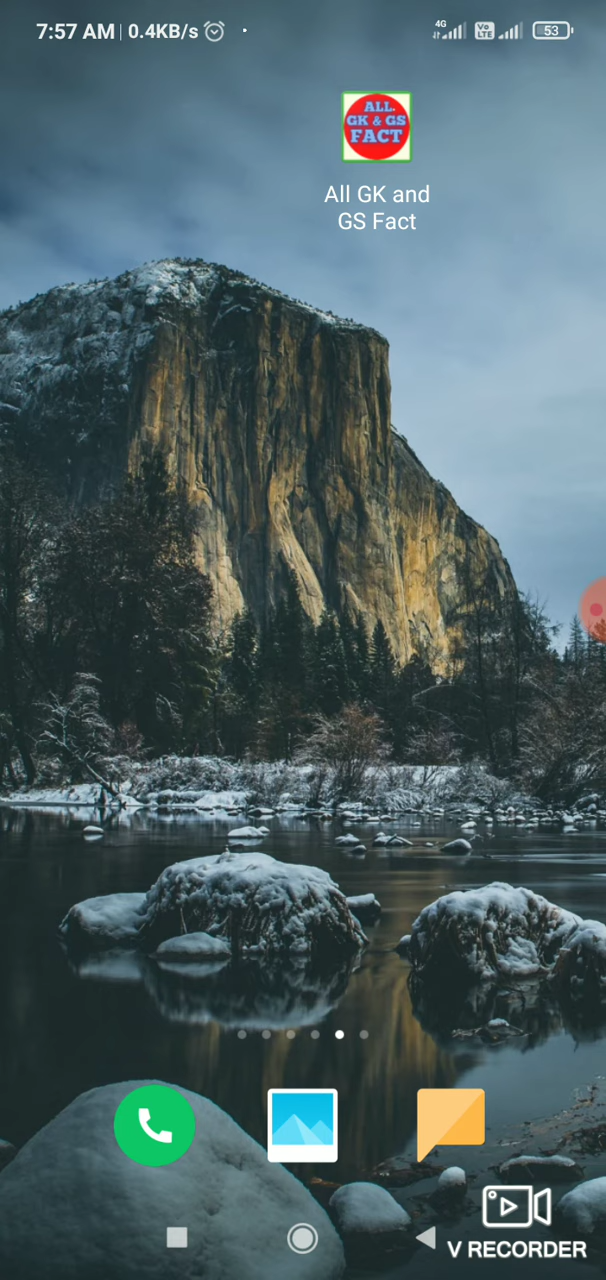 7:57 AM | 0.4KB/s
4G
Vo
LTE
53
ALL.
GK & GS
FACT
All GK and
GS Fact
V RECORDER